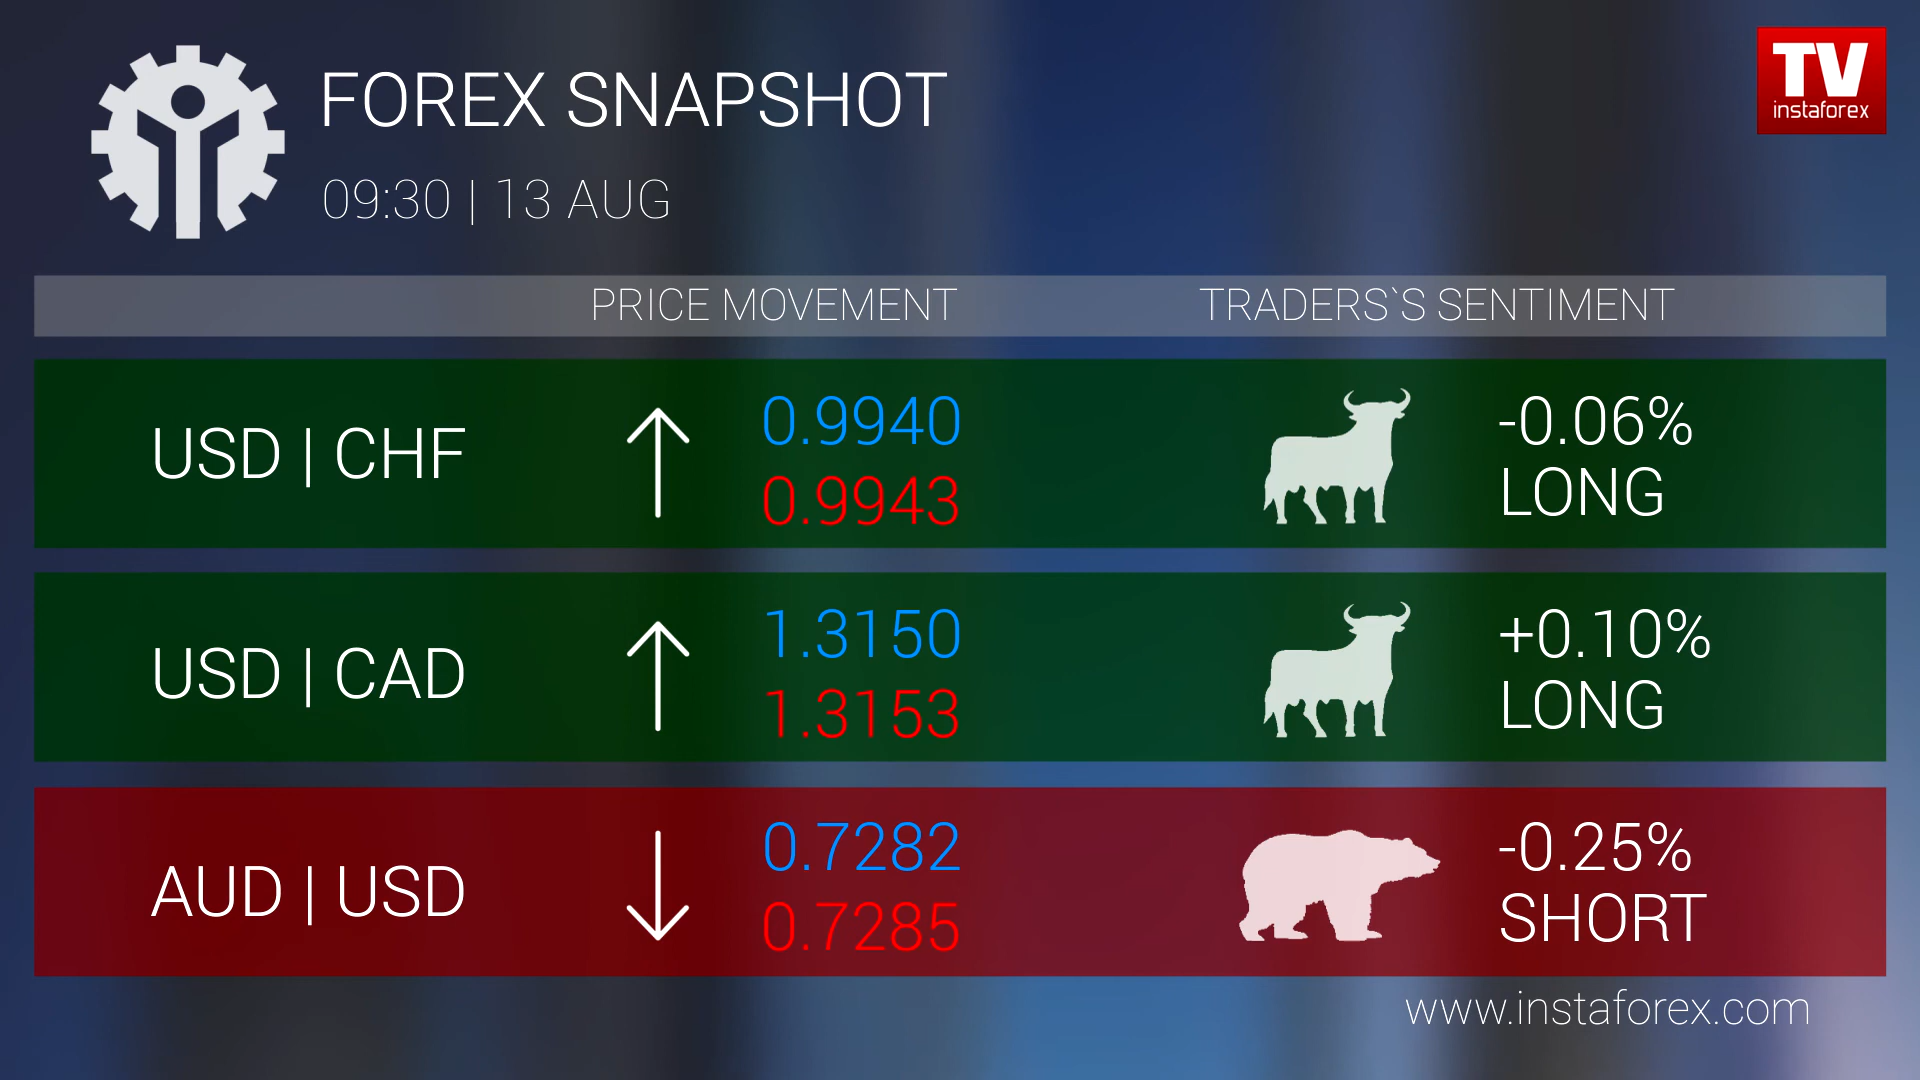 FOREX SNAPSHOT
TV
instaforex
09:30 | 13 AUG
PRICE MOVEMENT TRADERS`S SENTIMENT
USD | CHF
0.9940
0.9943
-0.06%
LONG
USD | CAD
1.3150
1.3153
+0.10%
LONG
AUD | USD
0.7282
0.7285
-0.25%
SHORT
www.instaforex.com